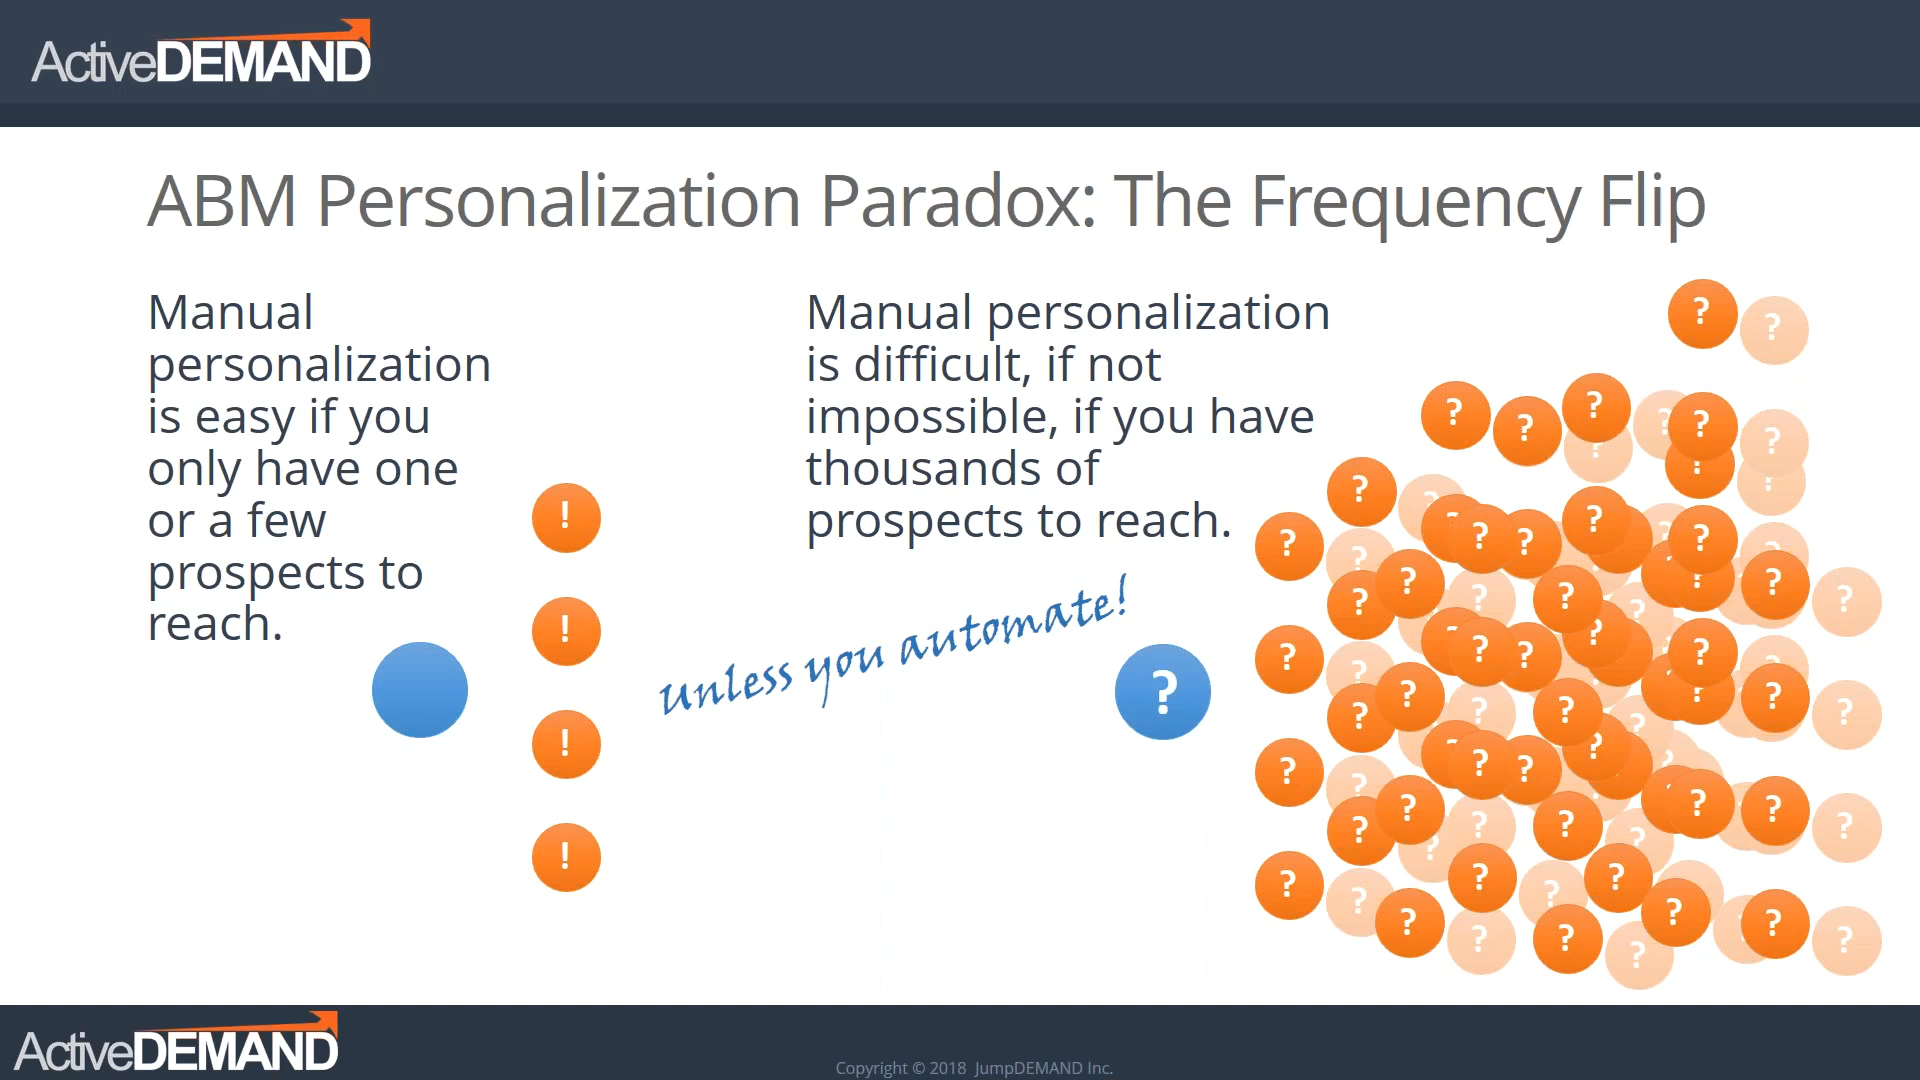 ActiveDEMAND
ABM Personalization Paradox: The Frequency Flip
Manual
personalization
is easy if you
only have one
or a few
prospects to
reach.
!
!
!
!
unless you automate!
Manual personalization
is difficult, if not
impossible, if you have
thousands of
prospects to reach.
?
ActiveDEMAND
Copyright © 2018 JumpDEMAND Inc.